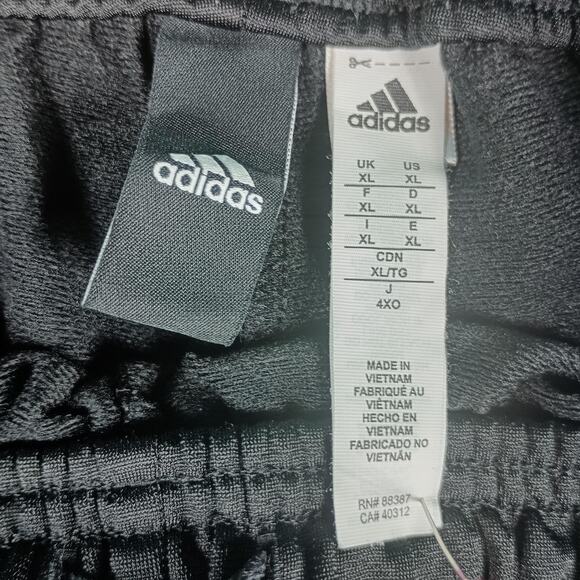 adidas
adidas
UK US
XL XL
F D
XL XL
I E
XL XL
CDN
XL/TG
J
4XO
MADE IN
VIETNAM
FABRIQUÉ AU
VIÊTNAM
HECHO EN
VIETNAM
FABRICADO NO
VIETNÃN
RN# 88387
CA# 40312